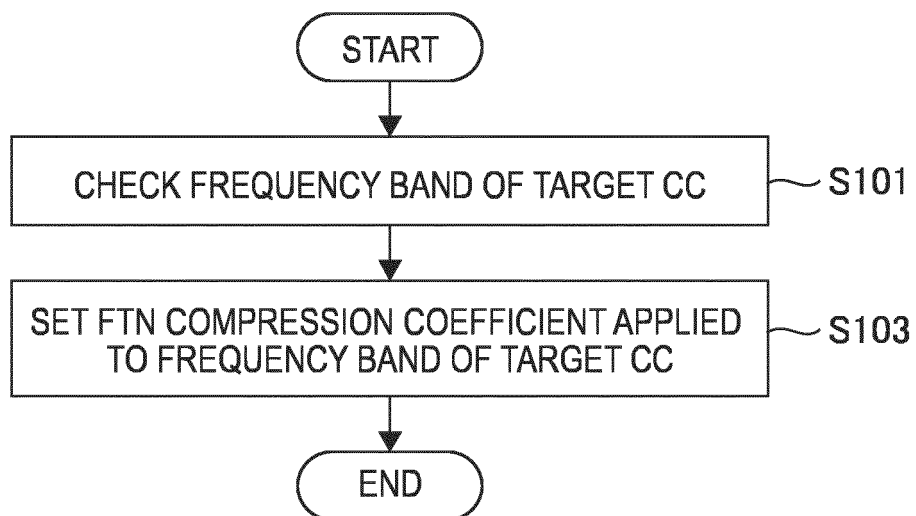 START
CHECK FREQUENCY BAND OF TARGET CC
S101
SET FTN COMPRESSION COEFFICIENT APPLIED
TO FREQUENCY BAND OF TARGET CC
S103
END